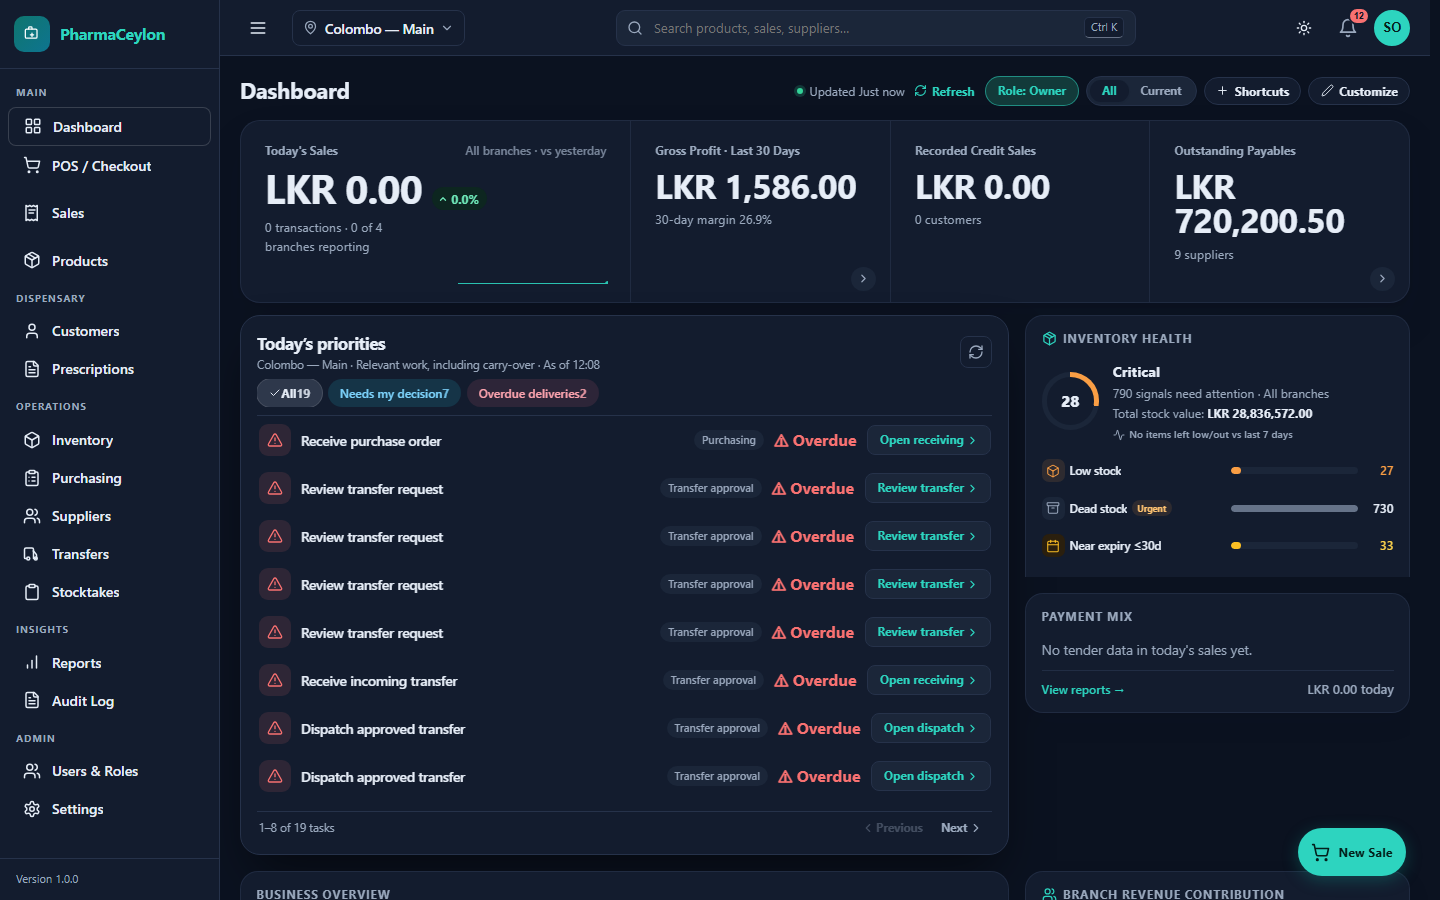 PharmaCeylon
Colombo — Main
Search products, sales, suppliers...
Ctrl K
12
SO
MAIN
Dashboard
POS / Checkout
Sales
Products
DISPENSARY
Customers
Prescriptions
OPERATIONS
Inventory
Purchasing
Suppliers
Transfers
Stocktakes
INSIGHTS
Reports
Audit Log
ADMIN
Users & Roles
Settings
Version 1.0.0
Dashboard
Updated Just now
Refresh
Role: Owner
All
Current
Shortcuts
Customize
Today's Sales
All branches · vs yesterday
LKR 0.00
0.0%
0 transactions · 0 of 4
branches reporting
Gross Profit · Last 30 Days
LKR 1,586.00
30-day margin 26.9%
Recorded Credit Sales
LKR 0.00
0 customers
Outstanding Payables
LKR
720,200.50
9 suppliers
Today’s priorities
Colombo — Main · Relevant work, including carry-over · As of 12:08
All19
Needs my decision7
Overdue deliveries2
Receive purchase order
Purchasing
Overdue
Open receiving
Review transfer request
Transfer approval
Overdue
Review transfer
Review transfer request
Transfer approval
Overdue
Review transfer
Review transfer request
Transfer approval
Overdue
Review transfer
Review transfer request
Transfer approval
Overdue
Review transfer
Receive incoming transfer
Transfer approval
Overdue
Open receiving
Dispatch approved transfer
Transfer approval
Overdue
Open dispatch
Dispatch approved transfer
Transfer approval
Overdue
Open dispatch
1–8 of 19 tasks
Previous
Next
INVENTORY HEALTH
28
Critical
790 signals need attention · All branches
Total stock value: LKR 28,836,572.00
No items left low/out vs last 7 days
Low stock
27
Dead stock
Urgent
730
Near expiry ≤30d
33
PAYMENT MIX
No tender data in today's sales yet.
View reports →
LKR 0.00 today
New Sale
BUSINESS OVERVIEW
BRANCH REVENUE CONTRIBUTION